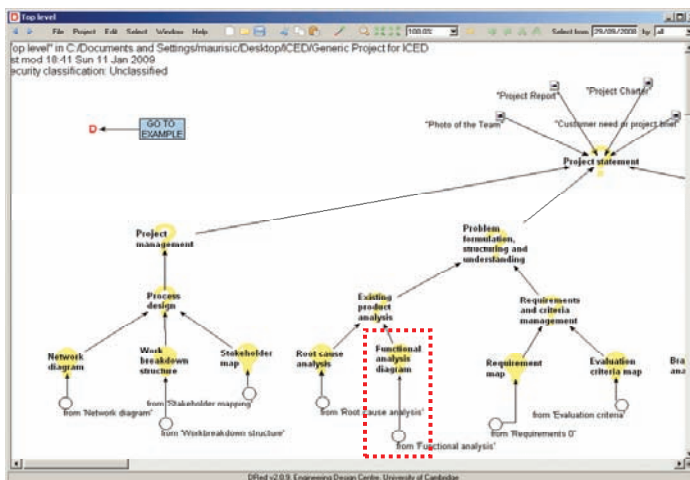 Top level
File Project Edit Select Window Help
100.0%
Select from 29/09/2008 by all
op level" in C:/Documents and Settings/maurisic/Desktop/ICED/Generic Project for ICED
st mod 18:41 Sun 11 Jan 2009
ecurity classification: Unclassified
"Project Report"
"Project Charter"
D
GO TO
EXAMPLE
"Photo of the Team"
"Customer need or project brief"
Project statement
Project
management
Problem
formulation,
structuring and
understanding
Process
design
Existing
product
analysis
Requirements
and criteria
management
Network
diagram
Work
breakdown
structure
Stokeholder
map
Root cause
analysis
Functional
analysis
diagram
Requirement
map
Evaluation
criteria map
Bra
ana
from 'Network diagram'
from 'Stakeholder mapping'
from 'Workbreakdown structure'
from 'Root cause analysis'
from 'Functional analysis'
from 'Requirements 0'
from 'Evaluation criteria'
DRed v2.0.9; Engineering Design Centre, University of Cambridge